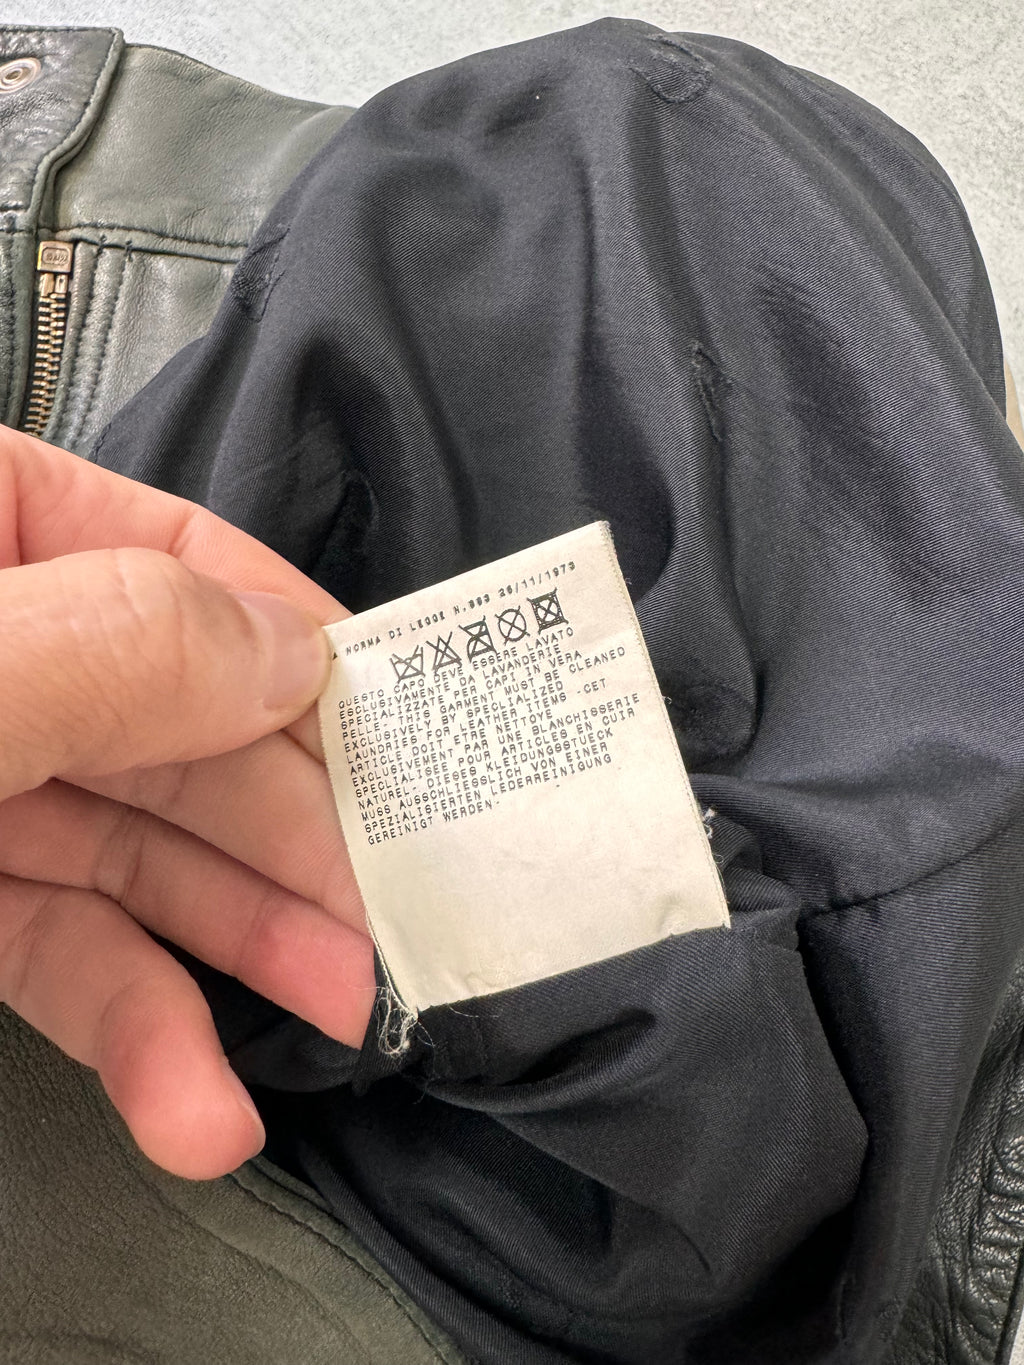 A NORMA DI LEGGE N.883 26/11/1973
QUESTO CAPO DEVE ESSERE LAVATO
ESCLUSIVAMENTE DA LAVANDERIE
SPECIALIZZATE PER CAPI IN VERA
PELLE- THIS GARMENT MUST BE CLEANED
EXCLUSIVELY BY SPECLIALIZED
LAUNDRIES FOR LEATHER ITEMS -CET
ARTICLE DOIT ETRE NETTOYE
EXCLUSIVEMENT PAR UNE BLANCHISSERIE
SPECLIALISEE POUR ARTICLES EN CUIR
NATUREL- DIESES KLEIDUNGSSTUECK
MUSS AUSSCHLIESSLICH VON EINER
SPEZIALISIERTEN LEDERREINIGUNG
GEREINIGT WERDEN-